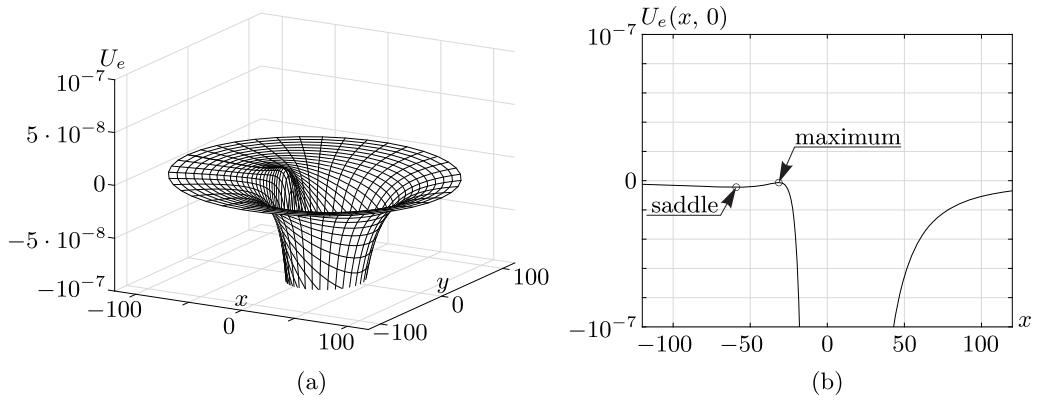 U_e
10^{-7}
5 · 10^{-8}
0
−5 · 10^{-8}
−10^{-7}
−100
x
0
100
−100
y
0
100
(a)
U_e(x, 0)
10^{-7}
maximum
0
saddle
−10^{-7}
x
−100
−50
0
50
100
(b)